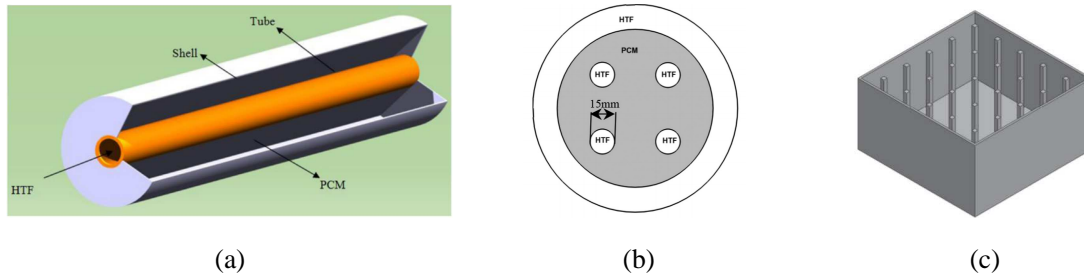 Tube
Shell
HTF
PCM
HTF
PCM
HTF
HTF
15mm
HTF
HTF
(a)
(b)
(c)